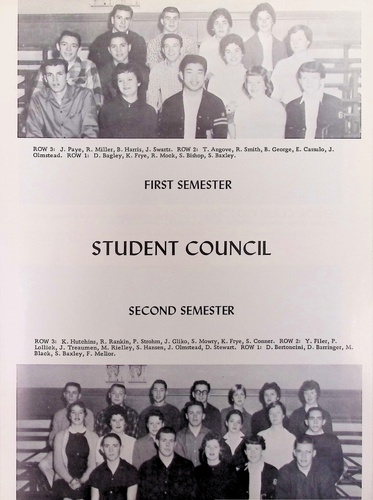 ROW 3: J. Paye, R. Miller, B. Harris, J. Swartz. ROW 2: T. Angove, R. Smith, B. George, E. Cassulo, J.
Olmstead. ROW 1: D. Bagley, K. Frye, R. Mock, S. Bishop, S. Baxley.
FIRST SEMESTER
STUDENT COUNCIL
SECOND SEMESTER
ROW 3: K. Hutchins, R. Rankin, P. Strohm, J. Gliko, S. Mowry, K. Frye, S. Conner. ROW 2: Y. Filer, P.
Lollick, J. Treaumen, M. Rielley, S. Hansen, J. Olmstead, D. Stewart. ROW 1: D. Bertoncini, D. Barringer, M.
Black, S. Baxley, F. Mellor.